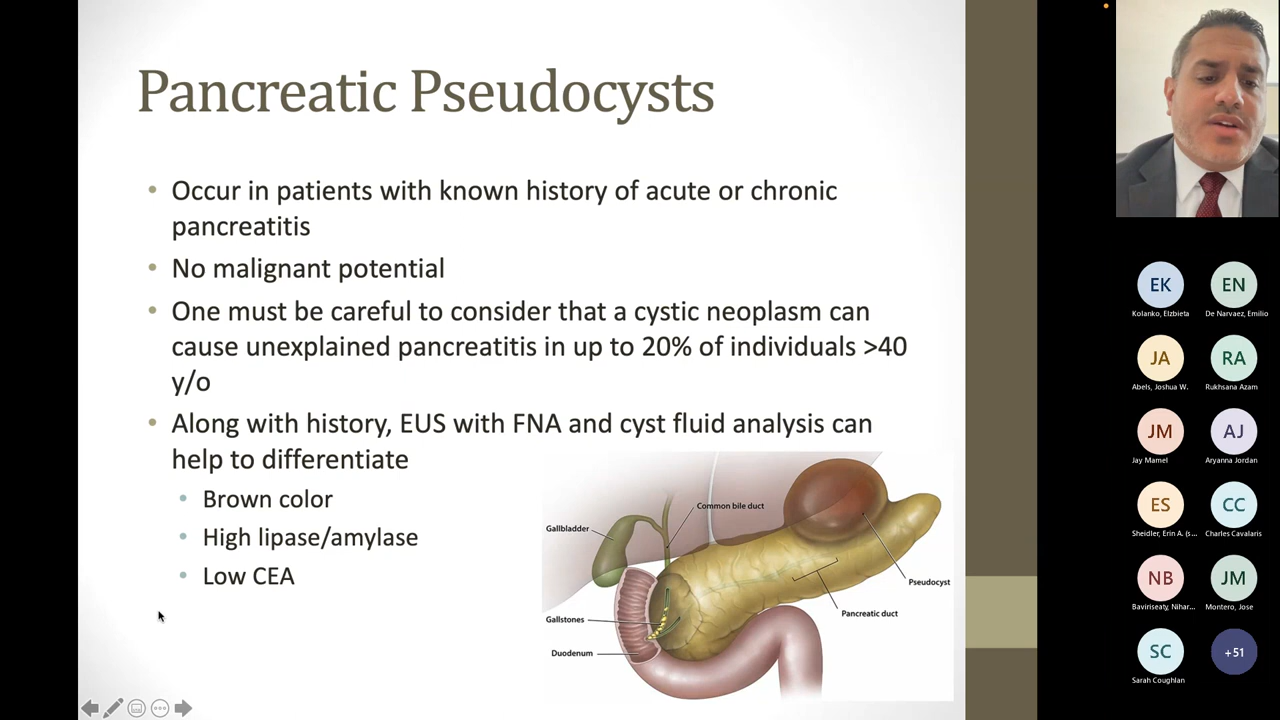 Pancreatic Pseudocysts
• Occur in patients with known history of acute or chronic
pancreatitis
• No malignant potential
• One must be careful to consider that a cystic neoplasm can
cause unexplained pancreatitis in up to 20% of individuals >40
y/o
• Along with history, EUS with FNA and cyst fluid analysis can
help to differentiate
• Brown color
• High lipase/amylase
• Low CEA
Common bile duct
Gallbladder
Pseudocyst
Pancreatic duct
Gallstones
Duodenum
EK
EN
Kolanko, Elzbieta
De Narvaez, Emilio
JA
RA
Abels, Joshua W.
Rukhsana Azam
JM
AJ
Jay Mamel
Aryanna Jordan
ES
CC
Sheidler, Erin A. (s...
Charles Cavalaris
NB
JM
Baviriseaty, Nihar...
Montero, Jose
SC
+51
Sarah Coughlan